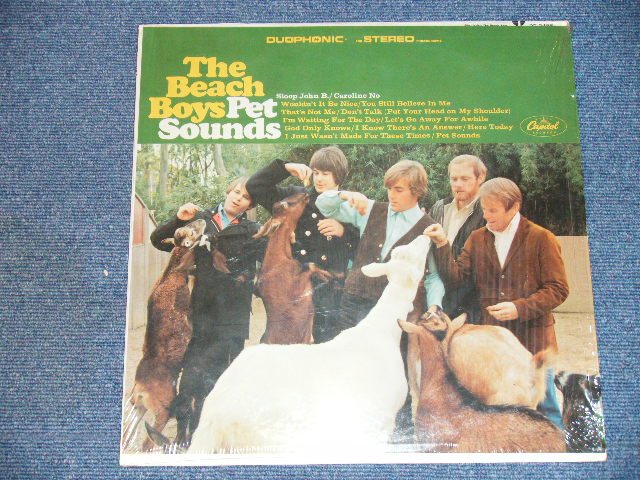 DUOPHONIC · FOR STEREO
The
Beach
Boys Pet
Sounds
Sloop John B./Caroline No
Wouldn't It Be Nice/You Still Believe In Me
That's Not Me/Don't Talk (Put Your Head on My Shoulder)
I'm Waiting For The Day/Let's Go Away For Awhile
God Only Knows/I Know There's An Answer/Here Today
I Just Wasn't Made For These Times/Pet Sounds
Capitol
RECORDS